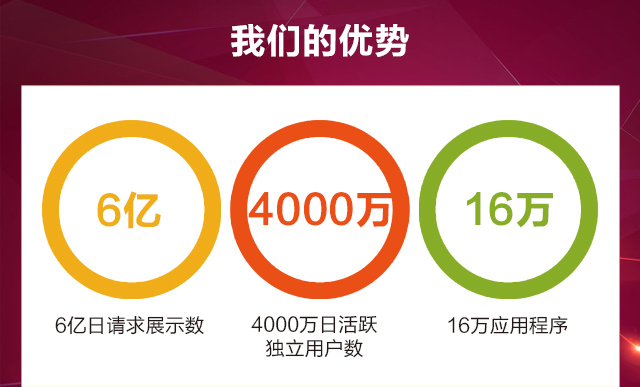 我们的优势
6亿
4000万
16万
6亿日请求展示数
4000万日活跃
独立用户数
16万应用程序